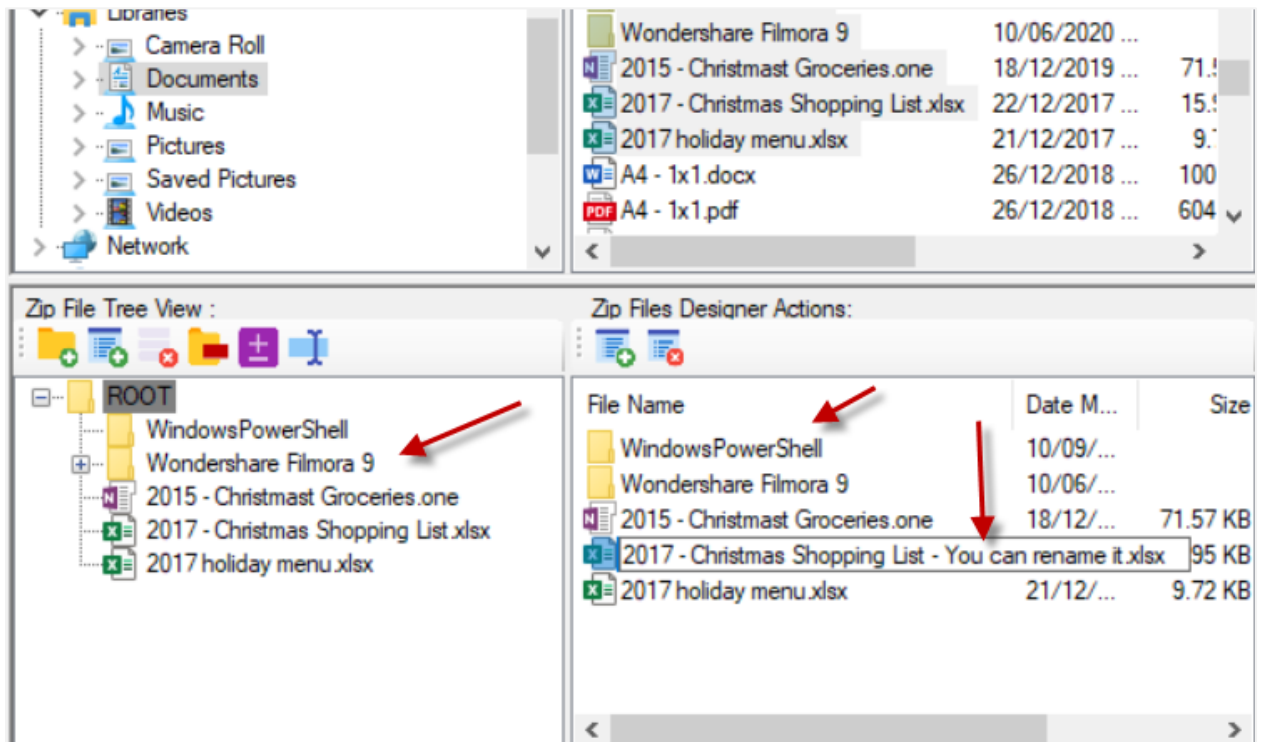 Libraries
Camera Roll
Documents
Music
Pictures
Saved Pictures
Videos
Network
Wondershare Filmora 9 10/06/2020 ...
2015 - Christmast Groceries.one 18/12/2019 ...
2017 - Christmas Shopping List.xlsx 22/12/2017 ...
2017 holiday menu.xlsx 21/12/2017 ...
A4 - 1x1.docx 26/12/2018 ... 100
PDF A4 - 1x1.pdf 26/12/2018 ... 604
Zip File Tree View :
ROOT
WindowsPowerShell
Wondershare Filmora 9
2015 - Christmast Groceries.one
2017 - Christmas Shopping List.xlsx
2017 holiday menu.xlsx
Zip Files Designer Actions:
File Name Date M... Size
WindowsPowerShell 10/09/...
Wondershare Filmora 9 10/06/...
2015 - Christmast Groceries.one 18/12/... 71.57 KB
2017 - Christmas Shopping List - You can rename it.xlsx 95 KB
2017 holiday menu.xlsx 21/12/... 9.72 KB